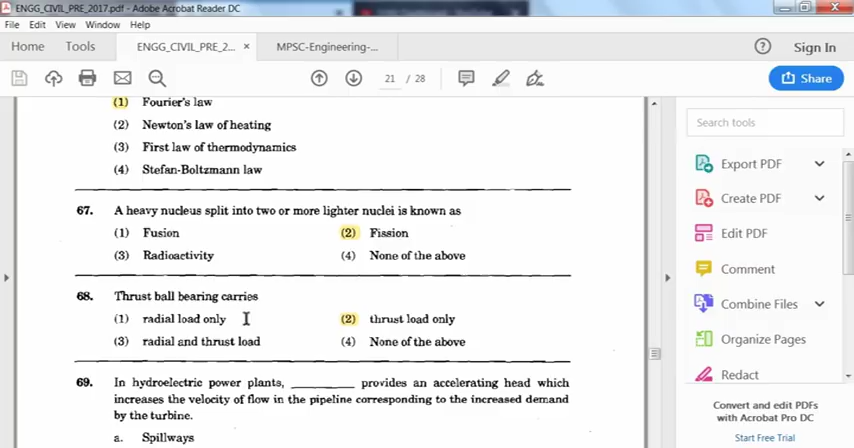 ENGG_CIVIL_PRE_2017.pdf - Adobe Acrobat Reader DC
File Edit View Window Help
Home Tools ENGG_CIVIL_PRE_2... × MPSC-Engineering-... ? Sign In
21 / 28 Share
(1) Fourier's law
(2) Newton's law of heating
(3) First law of thermodynamics
(4) Stefan-Boltzmann law
67. A heavy nucleus split into two or more lighter nuclei is known as
(1) Fusion (2) Fission
(3) Radioactivity (4) None of the above
68. Thrust ball bearing carries
(1) radial load only (2) thrust load only
(3) radial and thrust load (4) None of the above
69. In hydroelectric power plants, ________ provides an accelerating head which
increases the velocity of flow in the pipeline corresponding to the increased demand
by the turbine.
a. Spillways
Search tools
Export PDF
Create PDF
Edit PDF
Comment
Combine Files
Organize Pages
Redact
Convert and edit PDFs
with Acrobat Pro DC
Start Free Trial